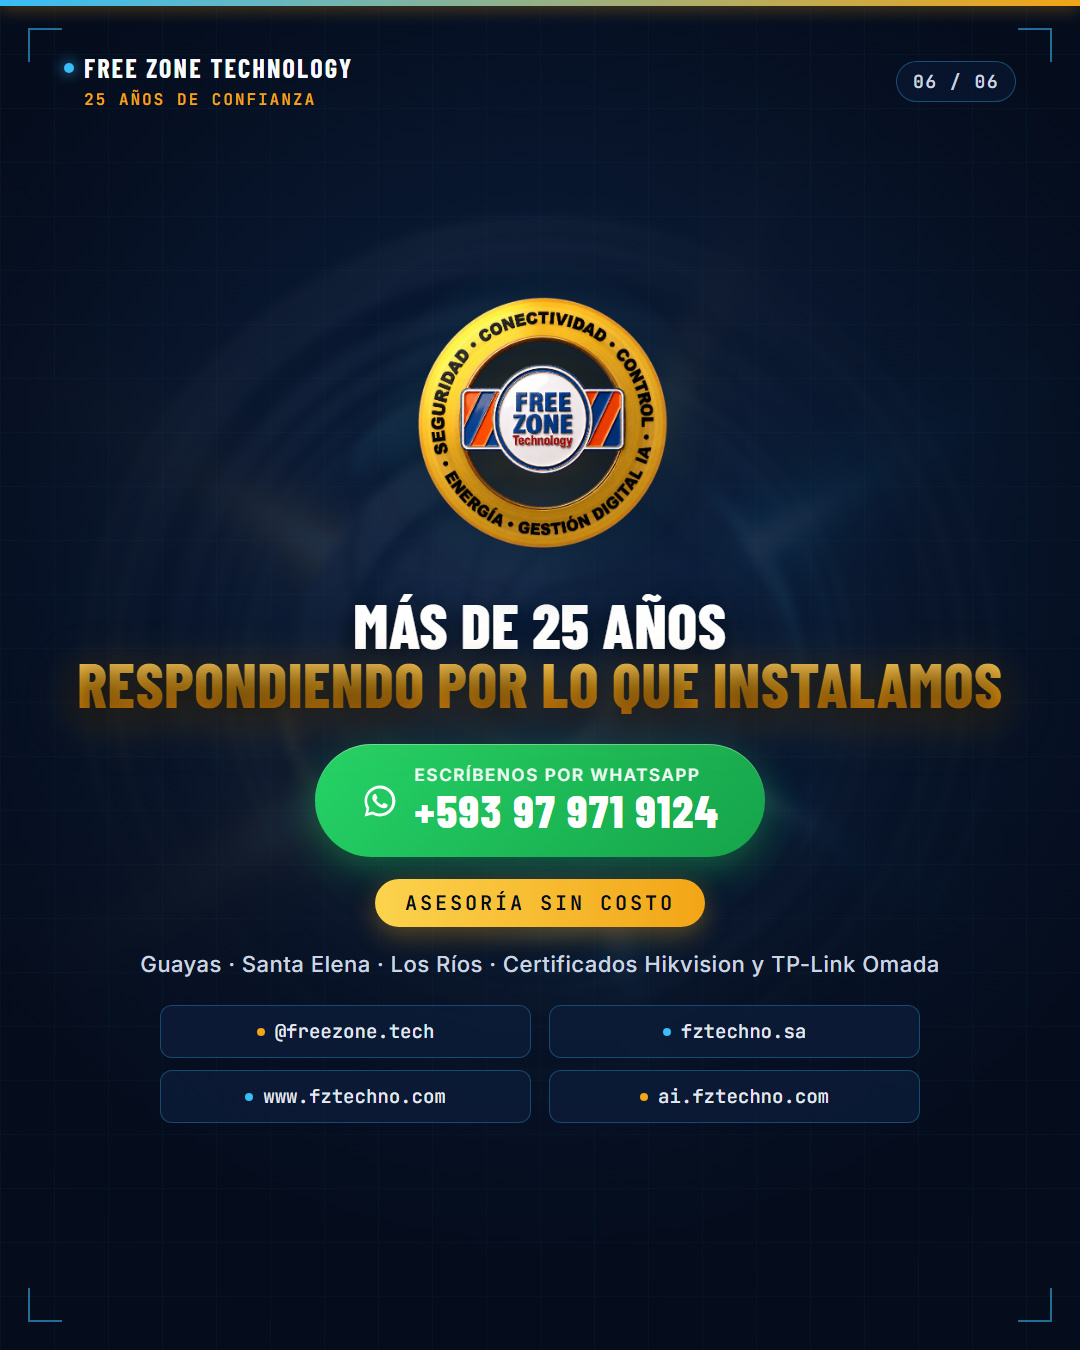 FREE ZONE TECHNOLOGY
25 AÑOS DE CONFIANZA
06 / 06
SEGURIDAD • CONECTIVIDAD • CONTROL • IA GESTIÓN DIGITAL • ENERGÍA •
FREE
ZONE
Technology
MÁS DE 25 AÑOS
RESPONDIENDO POR LO QUE INSTALAMOS
ESCRÍBENOS POR WHATSAPP
+593 97 971 9124
ASESORÍA SIN COSTO
Guayas · Santa Elena · Los Ríos · Certificados Hikvision y TP-Link Omada
@freezone.tech
fztechno.sa
www.fztechno.com
ai.fztechno.com